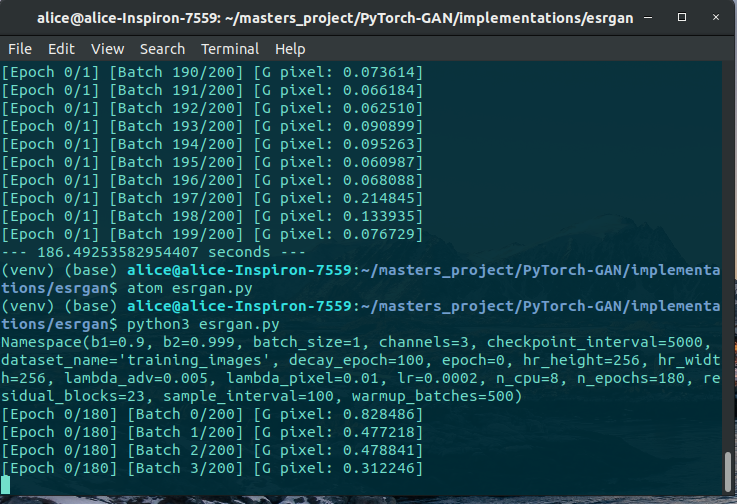 alice@alice-Inspiron-7559: ~/masters_project/PyTorch-GAN/implementations/esrgan
File Edit View Search Terminal Help
[Epoch 0/1] [Batch 190/200] [G pixel: 0.073614]
[Epoch 0/1] [Batch 191/200] [G pixel: 0.066184]
[Epoch 0/1] [Batch 192/200] [G pixel: 0.062510]
[Epoch 0/1] [Batch 193/200] [G pixel: 0.090899]
[Epoch 0/1] [Batch 194/200] [G pixel: 0.095263]
[Epoch 0/1] [Batch 195/200] [G pixel: 0.060987]
[Epoch 0/1] [Batch 196/200] [G pixel: 0.068088]
[Epoch 0/1] [Batch 197/200] [G pixel: 0.214845]
[Epoch 0/1] [Batch 198/200] [G pixel: 0.133935]
[Epoch 0/1] [Batch 199/200] [G pixel: 0.076729]
--- 186.49253582954407 seconds ---
(venv) (base) alice@alice-Inspiron-7559:~/masters_project/PyTorch-GAN/implementa
tions/esrgan$ atom esrgan.py
(venv) (base) alice@alice-Inspiron-7559:~/masters_project/PyTorch-GAN/implementa
tions/esrgan$ python3 esrgan.py
Namespace(b1=0.9, b2=0.999, batch_size=1, channels=3, checkpoint_interval=5000,
dataset_name='training_images', decay_epoch=100, epoch=0, hr_height=256, hr_widt
h=256, lambda_adv=0.005, lambda_pixel=0.01, lr=0.0002, n_cpu=8, n_epochs=180, re
sidual_blocks=23, sample_interval=100, warmup_batches=500)
[Epoch 0/180] [Batch 0/200] [G pixel: 0.828486]
[Epoch 0/180] [Batch 1/200] [G pixel: 0.477218]
[Epoch 0/180] [Batch 2/200] [G pixel: 0.478841]
[Epoch 0/180] [Batch 3/200] [G pixel: 0.312246]